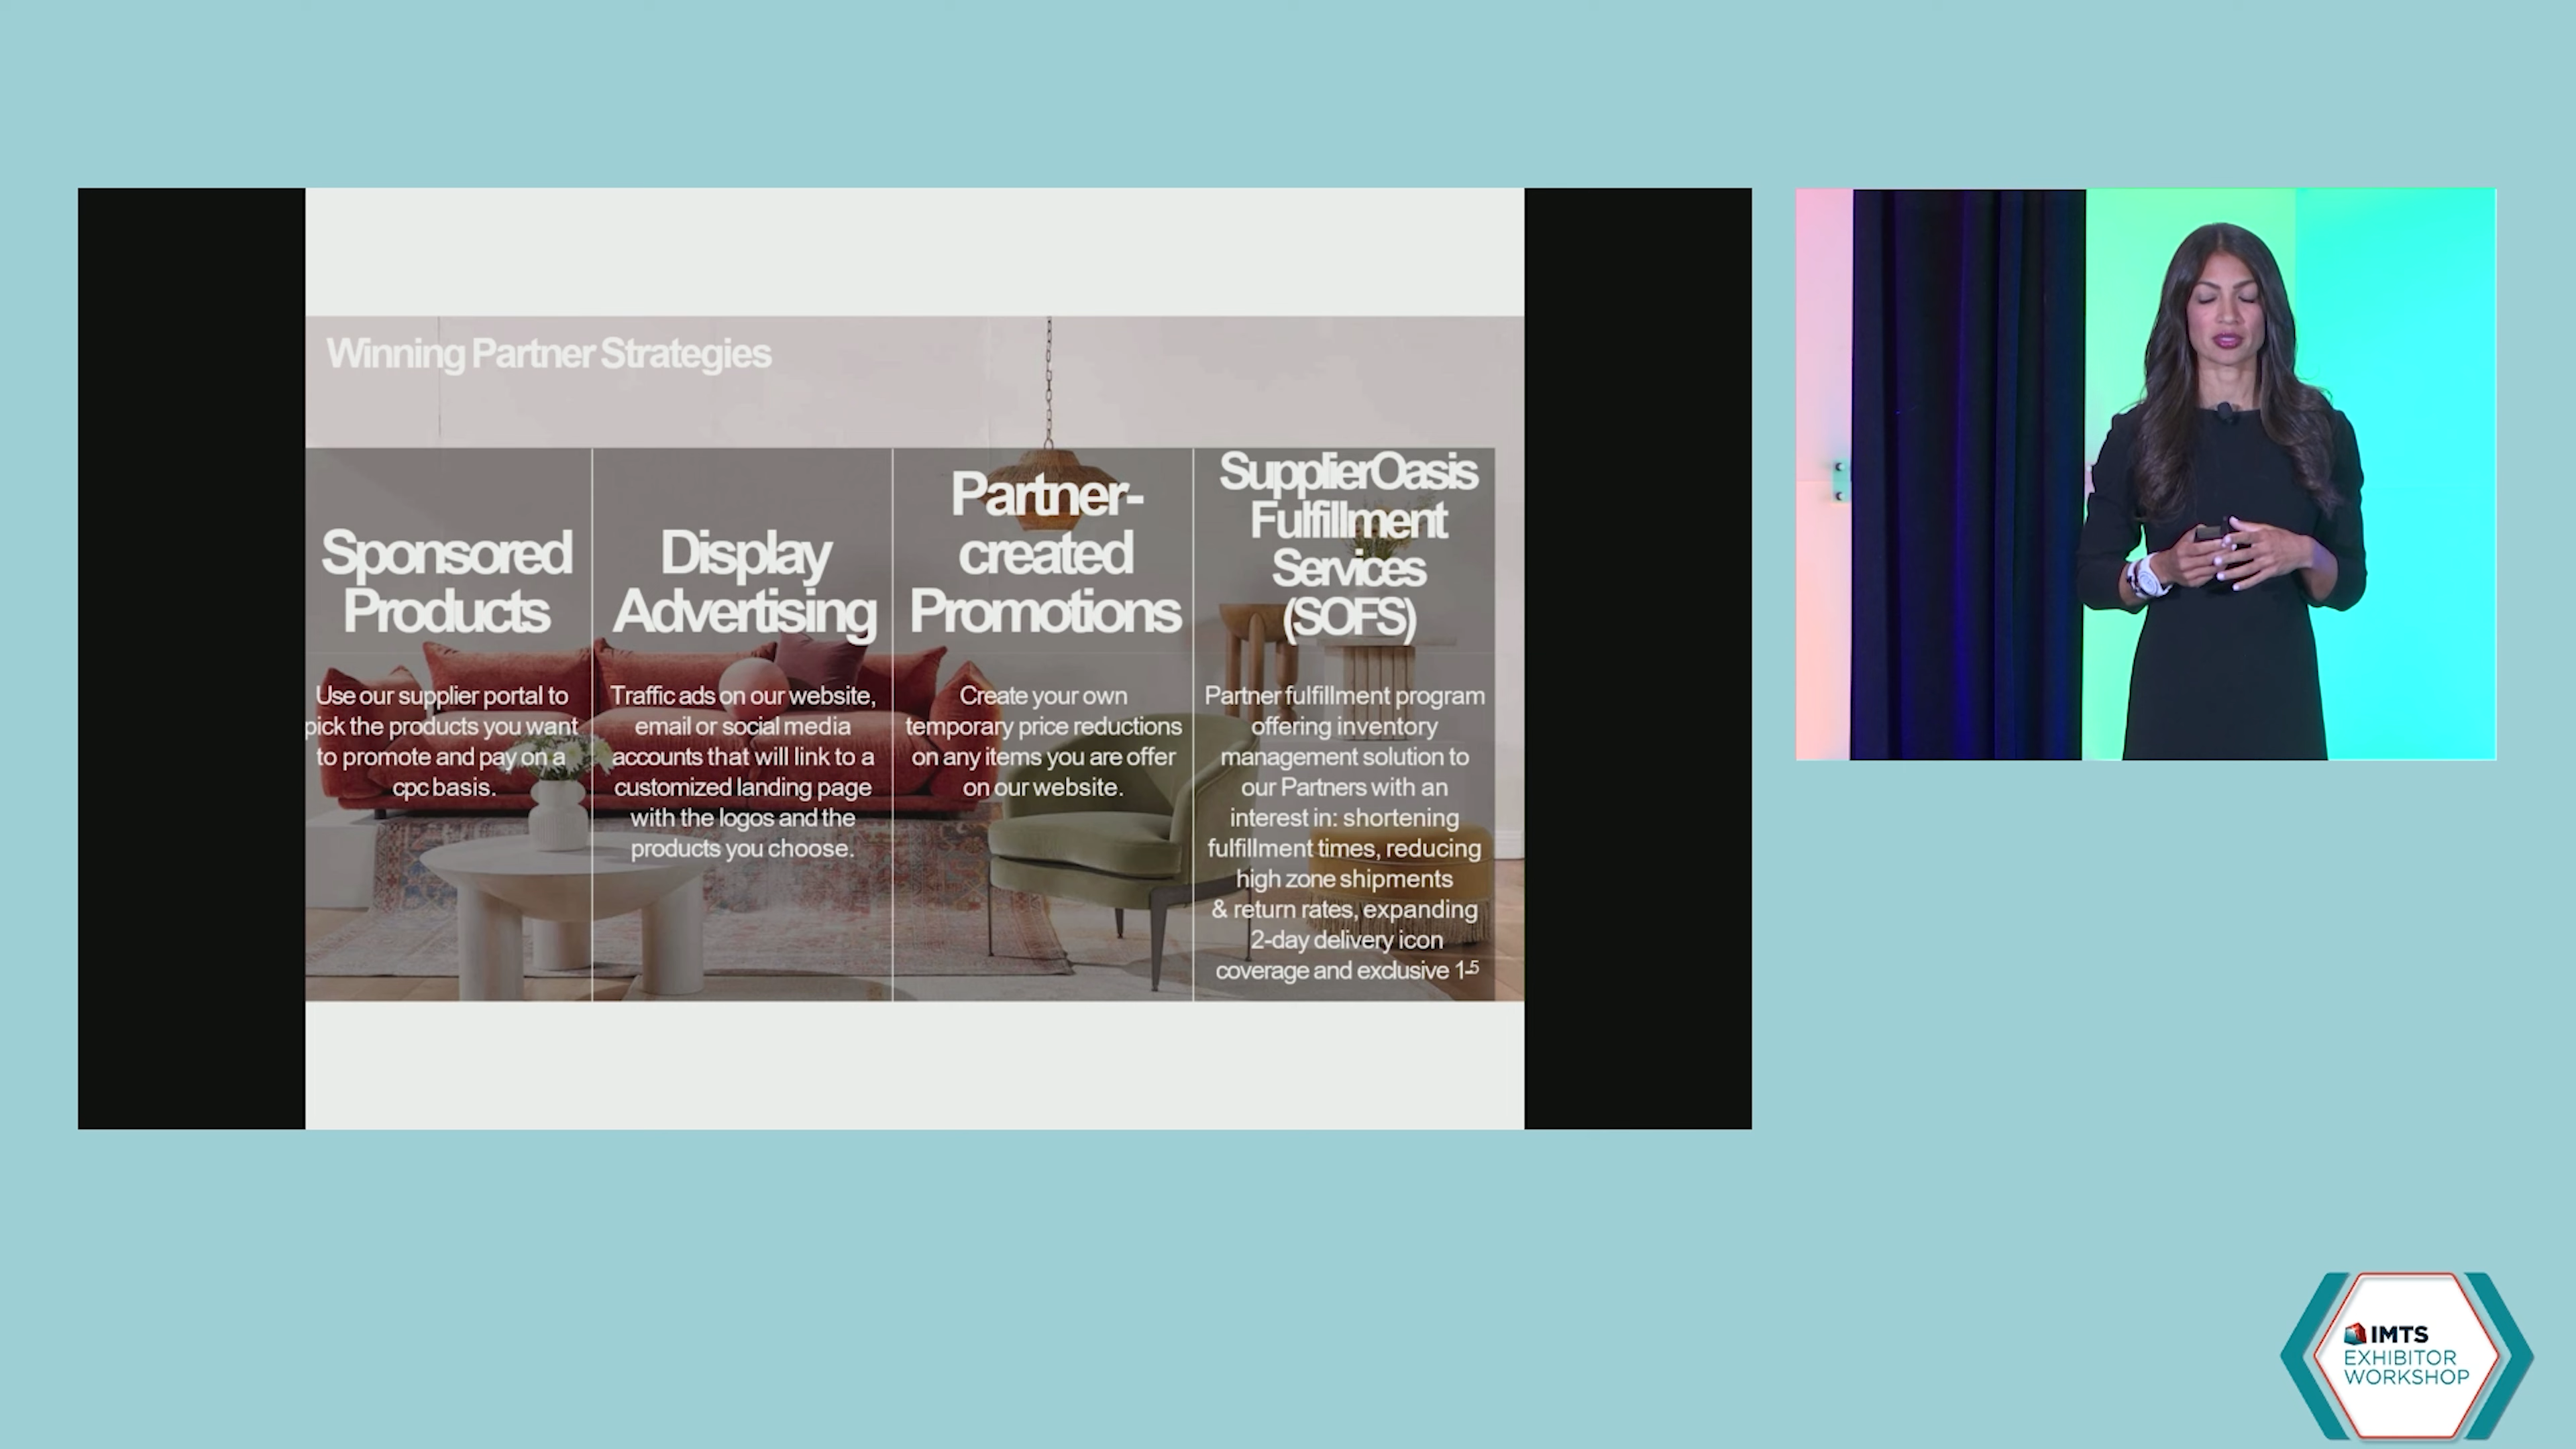 Winning Partner Strategies
Sponsored
Products
Use our supplier portal to
pick the products you want
to promote and pay on a
cpc basis.
Display
Advertising
Traffic ads on our website,
email or social media
accounts that will link to a
customized landing page
with the logos and the
products you choose.
Partner-
created
Promotions
Create your own
temporary price reductions
on any items you are offer
on our website.
SupplierOasis
Fulfillment
Services
(SOFS)
Partner fulfillment program
offering inventory
management solution to
our Partners with an
interest in: shortening
fulfillment times, reducing
high zone shipments
& return rates, expanding
2-day delivery icon
coverage and exclusive 1-
5
IMTS
EXHIBITOR
WORKSHOP